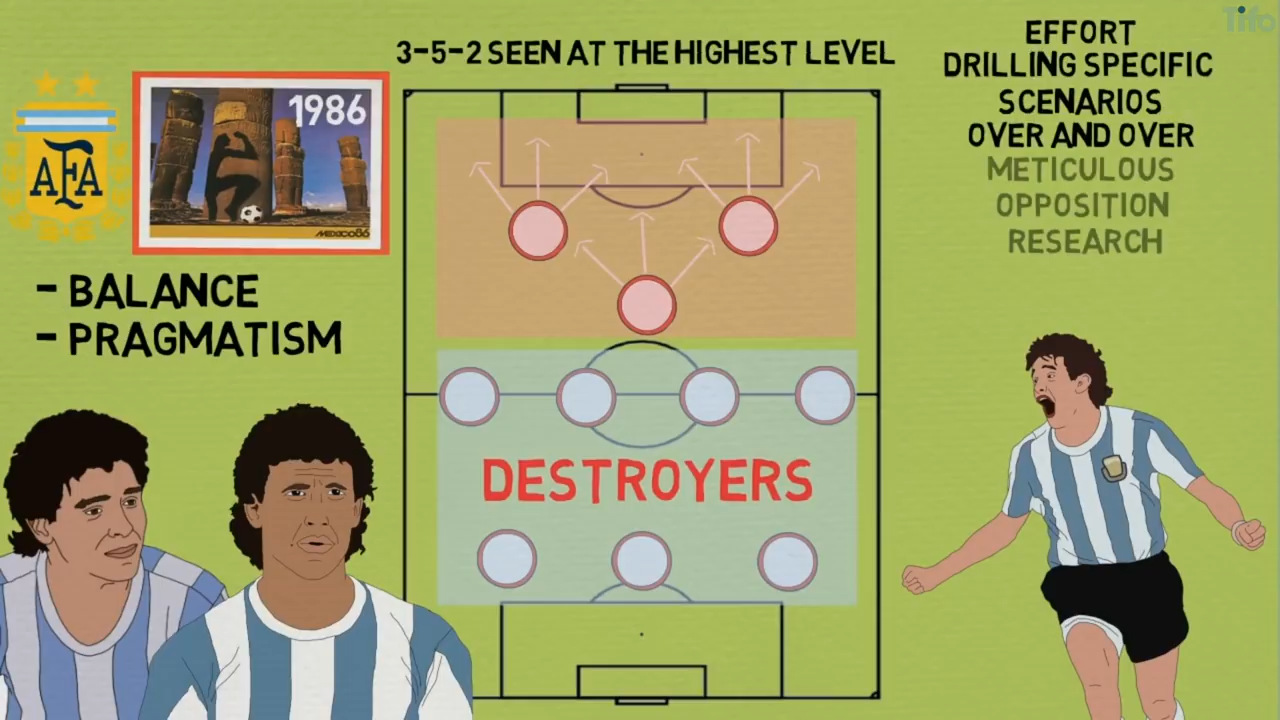 Tifo
3-5-2 SEEN AT THE HIGHEST LEVEL
EFFORT
DRILLING SPECIFIC
SCENARIOS
OVER AND OVER
METICULOUS
OPPOSITION
RESEARCH
AFA
1986
MEXICO86
- BALANCE
- PRAGMATISM
DESTROYERS